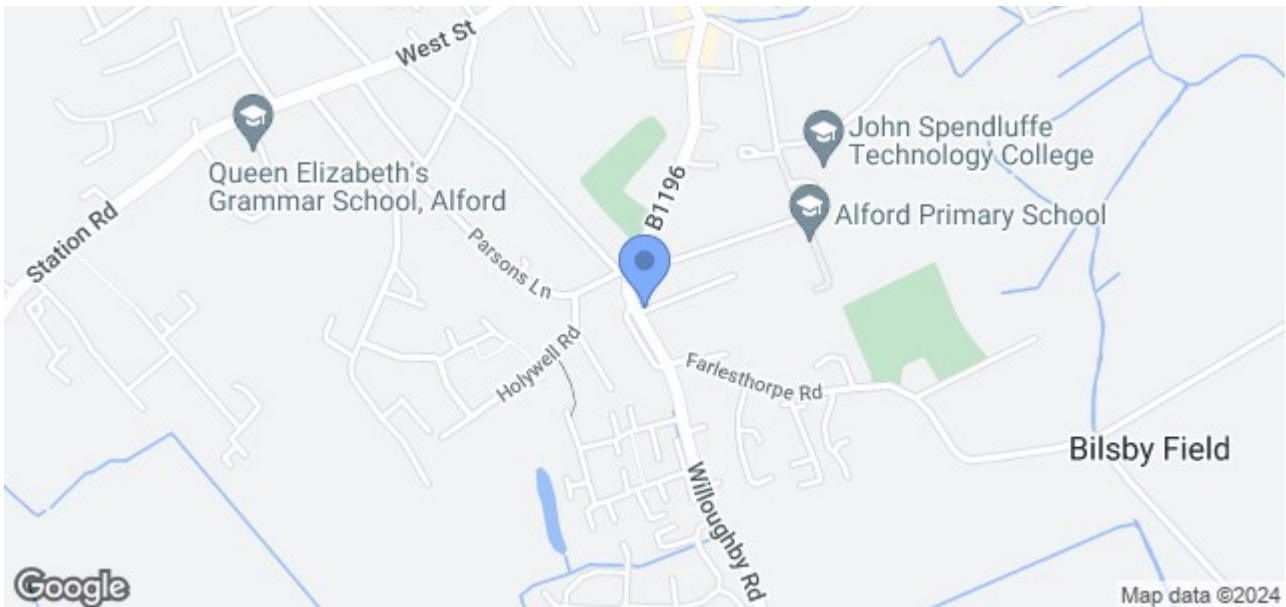 West St
Queen Elizabeth's
Grammar School, Alford
Station Rd
Parsons Ln
B1196
John Spendluffe
Technology College
Alford Primary School
Holywell Rd
Farlesthorpe Rd
Bilsby Field
Willoughby Rd
Google
Map data ©2024